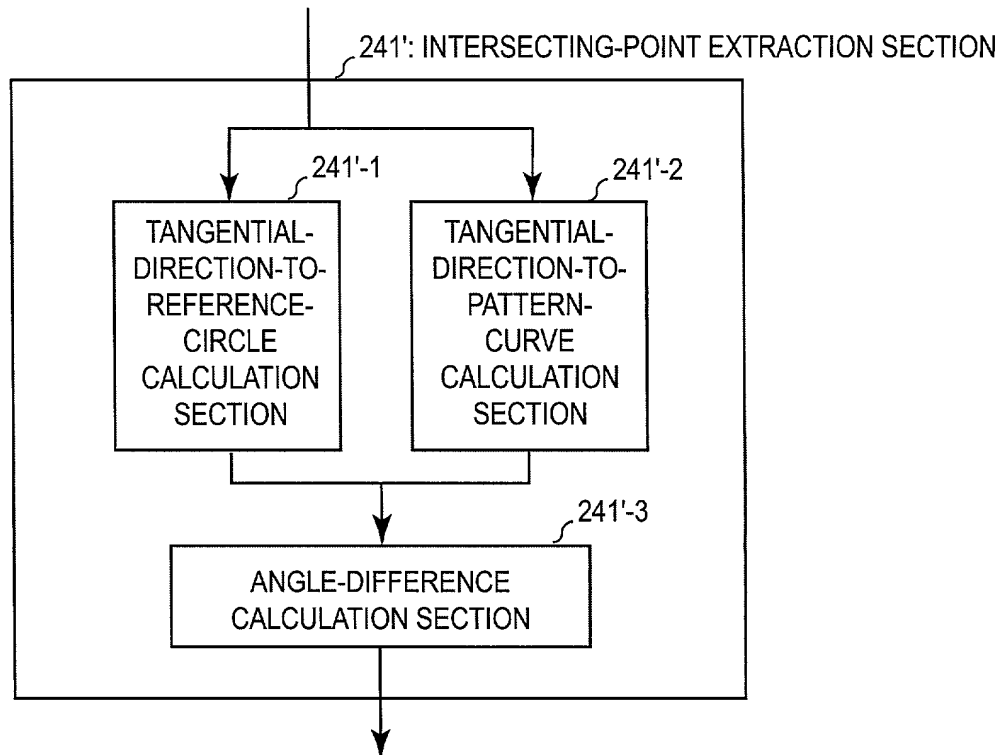 241': INTERSECTING-POINT EXTRACTION SECTION
241'-1
TANGENTIAL-
DIRECTION-TO-
REFERENCE-
CIRCLE
CALCULATION
SECTION
241'-2
TANGENTIAL-
DIRECTION-TO-
PATTERN-
CURVE
CALCULATION
SECTION
241'-3
ANGLE-DIFFERENCE
CALCULATION SECTION